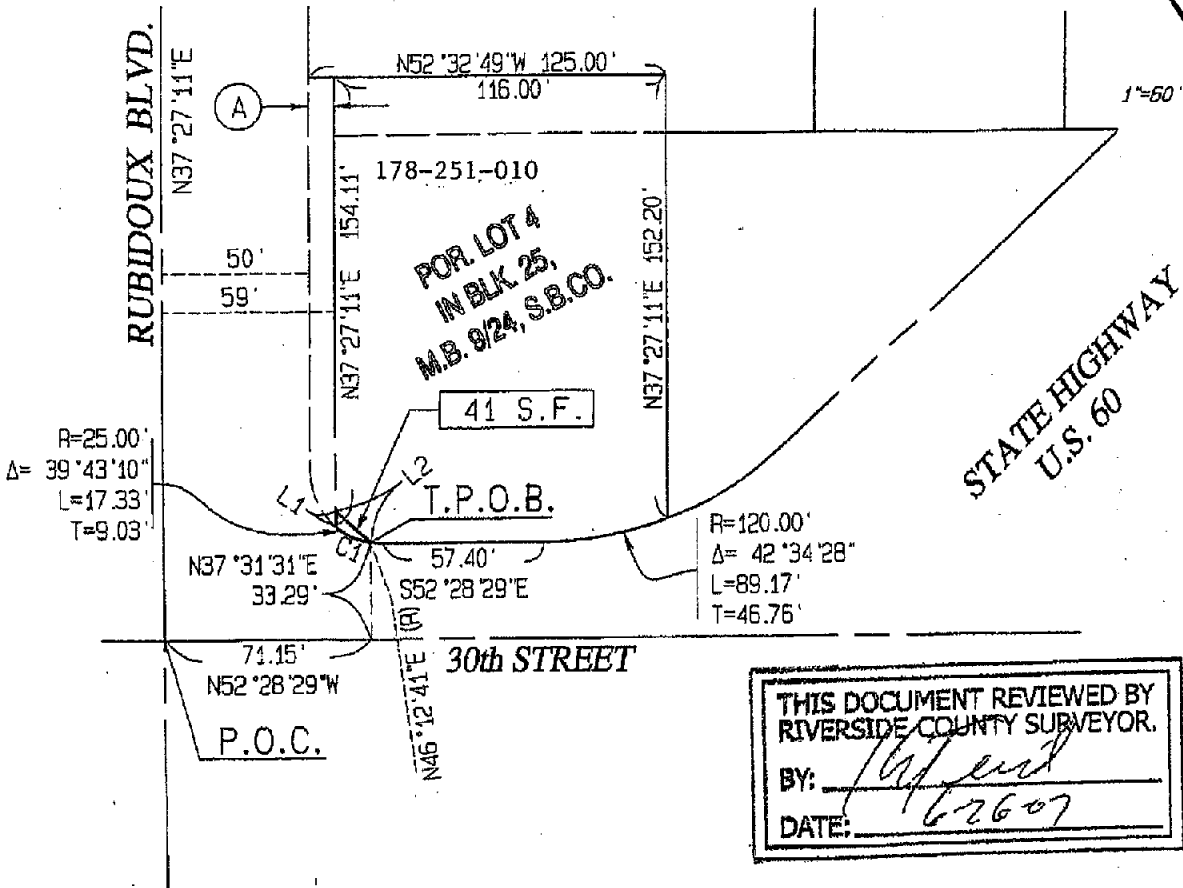 RUBIDOUX BLVD.
N37°27'11"E
A
N52°32'49"W 125.00'
116.00'
1"=60'
178-251-010
N37°27'11"E 154.11'
POR. LOT 4
IN BLK. 25,
M.B. 9/24, S.B.CO.
N37°27'11"E 152.20'
50'
59'
41 S.F.
STATE HIGHWAY
U.S. 60
R=25.00'
Δ= 39°43'10"
L=17.33'
T=9.03'
L1
L2
C1
T.P.O.B.
N37°31'31"E
33.29'
57.40'
S52°28'29"E
R=120.00'
Δ= 42°34'28"
L=89.17'
T=46.76'
71.15'
N52°28'29"W
N46°12'41"E (R)
30th STREET
P.O.C.
THIS DOCUMENT REVIEWED BY
RIVERSIDE COUNTY SURVEYOR.
BY:
DATE: 6-26-07